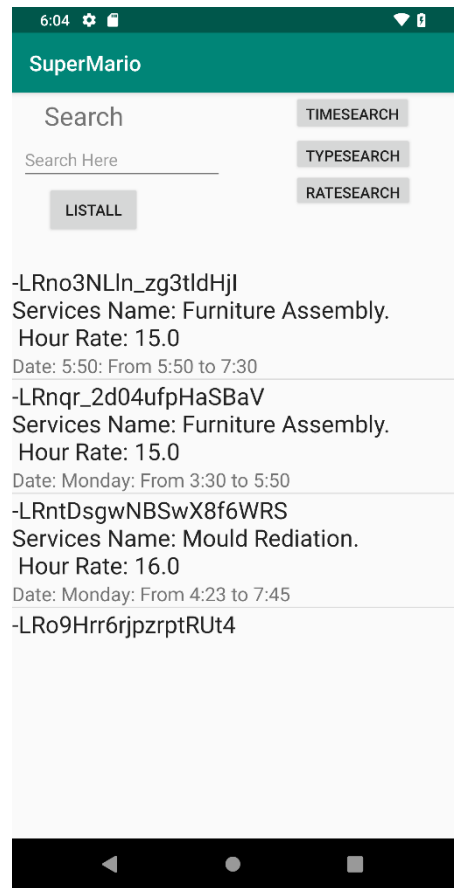 6:04
SuperMario
Search
TIMESEARCH
Search Here
TYPESEARCH
RATESEARCH
LISTALL
-LRno3NLln_zg3tldHjI
Services Name: Furniture Assembly.
Hour Rate: 15.0
Date: 5:50: From 5:50 to 7:30
-LRnqr_2d04ufpHaSBaV
Services Name: Furniture Assembly.
Hour Rate: 15.0
Date: Monday: From 3:30 to 5:50
-LRntDsgwNBSwX8f6WRS
Services Name: Mould Rediation.
Hour Rate: 16.0
Date: Monday: From 4:23 to 7:45
-LRo9Hrr6rjpzrptRUt4